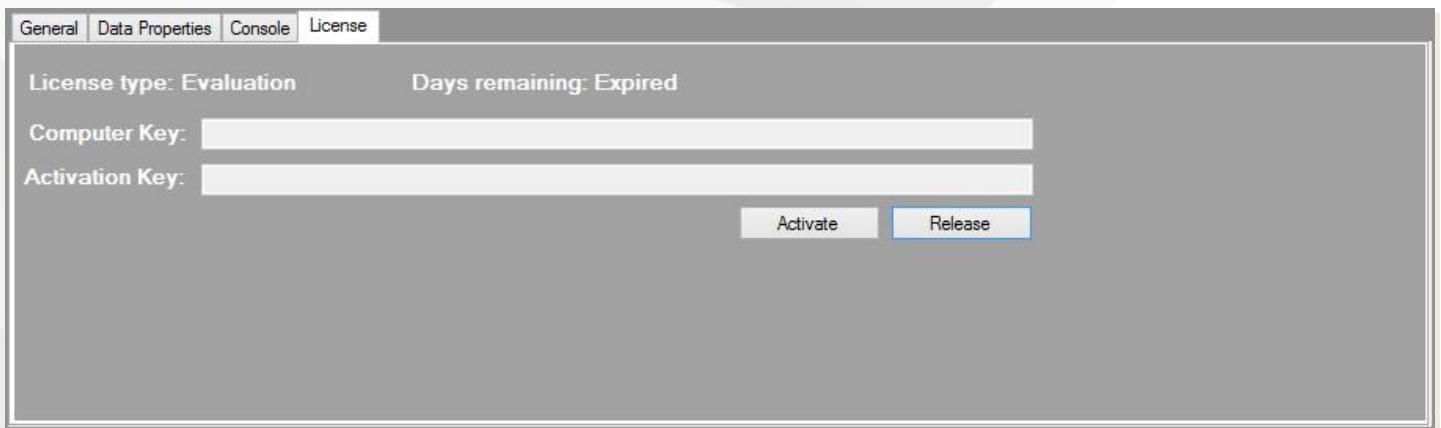 General Data Properties Console License
License type: Evaluation Days remaining: Expired
Computer Key:
Activation Key:
Activate Release